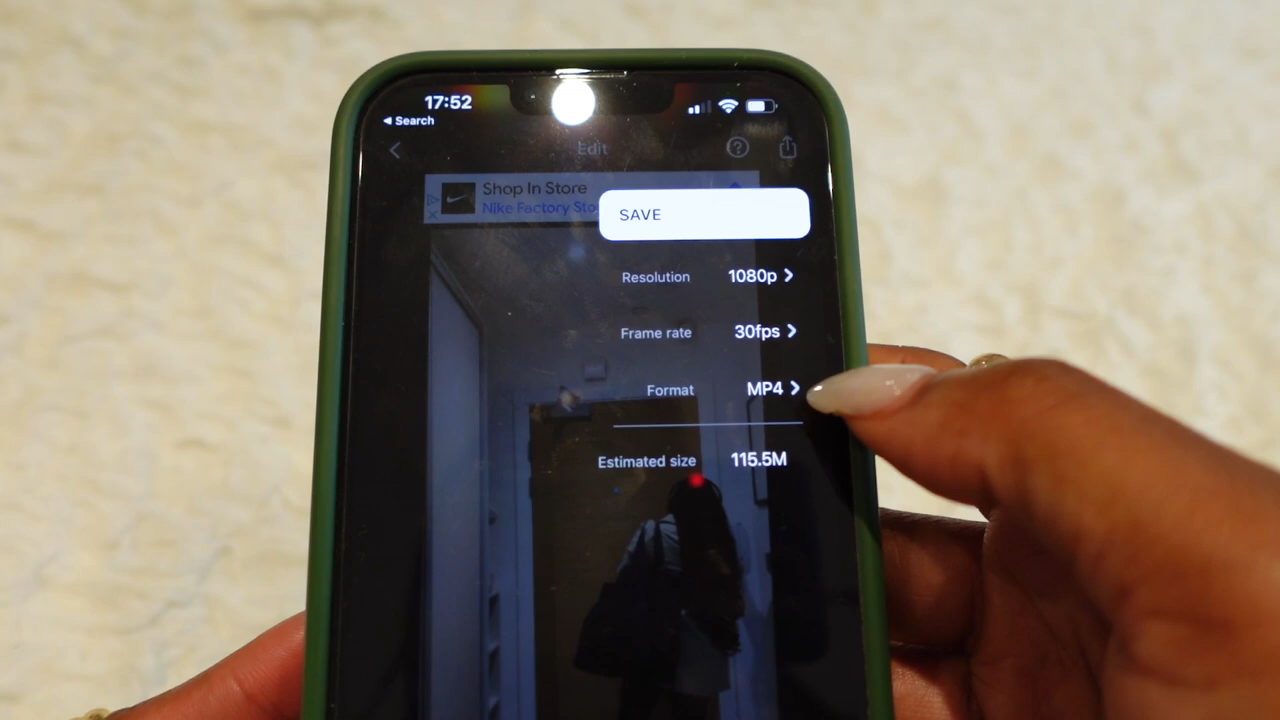 17:52
◀ Search
Edit
Shop In Store
Nike Factory Sto
SAVE
Resolution 1080p
Frame rate 30fps
Format MP4
Estimated size 115.5M